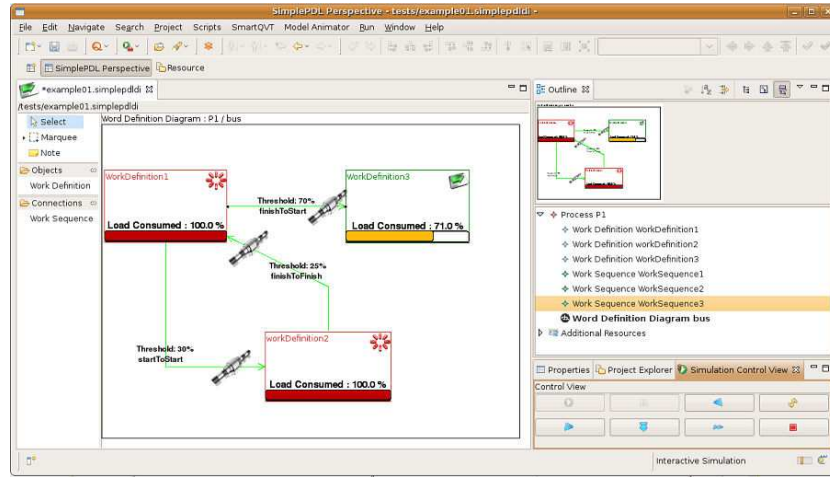 SimplePDL Perspective - tests/example01.simplepdldi -
File Edit Navigate Search Project Scripts SmartQVT Model Animator Run Window Help
SimplePDL Perspective Resource
*example01.simplepdldi
/tests/example01.simplepdldi
Select
Marquee
Note
Objects
Work Definition
Connections
Work Sequence
Word Definition Diagram : P1 / bus
WorkDefinition1
Load Consumed : 100.0 %
Threshold: 70%
finishToStart
WorkDefinition3
Load Consumed : 71.0 %
Threshold: 25%
finishToFinish
Threshold: 30%
startToStart
workDefinition2
Load Consumed : 100.0 %
Outline
Process P1
Work Definition WorkDefinition1
Work Definition workDefinition2
Work Definition WorkDefinition3
Work Sequence WorkSequence1
Work Sequence WorkSequence2
Work Sequence WorkSequence3
Word Definition Diagram bus
Additional Resources
Properties Project Explorer Simulation Control View
Control View
Interactive Simulation